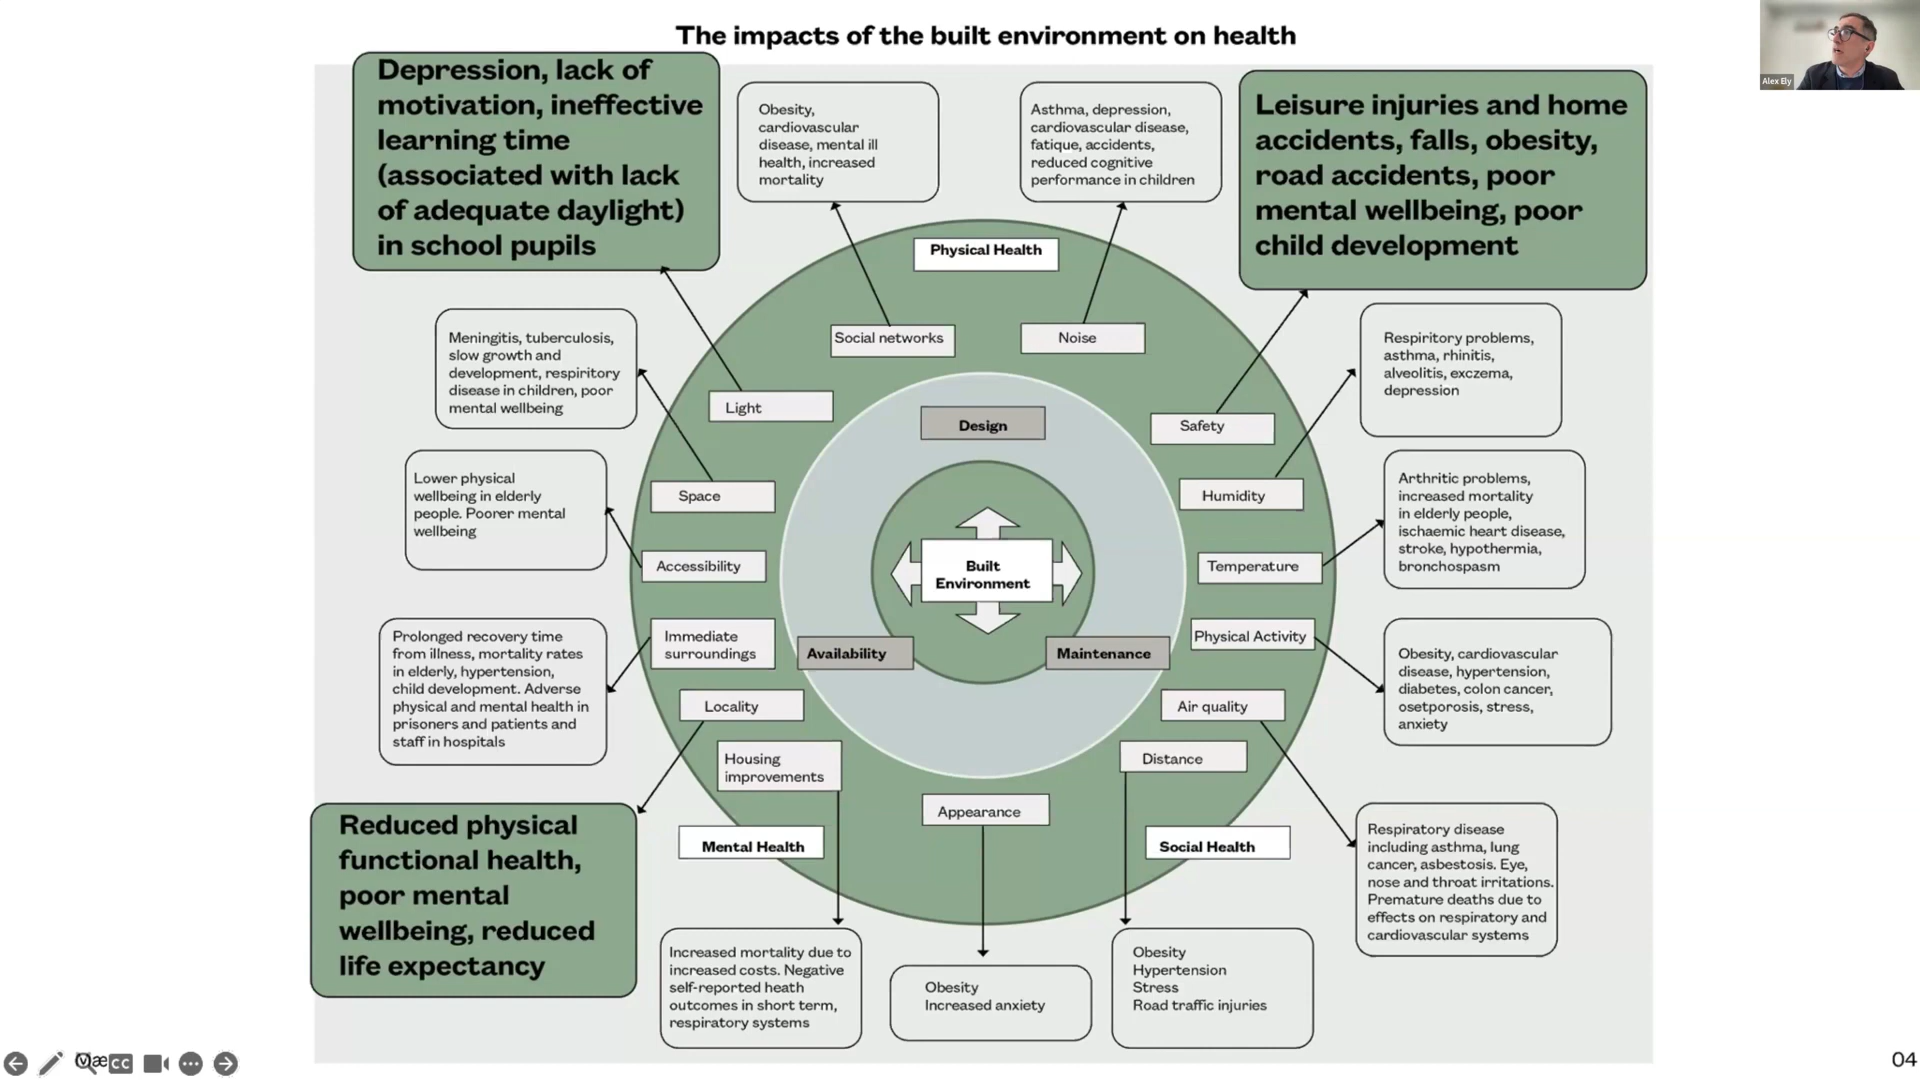 The impacts of the built environment on health
Alex Ely
Depression, lack of
motivation, ineffective
learning time
(associated with lack
of adequate daylight)
in school pupils
Obesity,
cardiovascular
disease, mental ill
health, increased
mortality
Asthma, depression,
cardiovascular disease,
fatique, accidents,
reduced cognitive
performance in children
Leisure injuries and home
accidents, falls, obesity,
road accidents, poor
mental wellbeing, poor
child development
Physical Health
Social networks
Noise
Meningitis, tuberculosis,
slow growth and
development, respiritory
disease in children, poor
mental wellbeing
Respiritory problems,
asthma, rhinitis,
alveolitis, exczema,
depression
Light
Design
Safety
Lower physical
wellbeing in elderly
people. Poorer mental
wellbeing
Space
Humidity
Arthritic problems,
increased mortality
in elderly people,
ischaemic heart disease,
stroke, hypothermia,
bronchospasm
Accessibility
Built
Environment
Temperature
Prolonged recovery time
from illness, mortality rates
in elderly, hypertension,
child development. Adverse
physical and mental health in
prisoners and patients and
staff in hospitals
Immediate
surroundings
Availability
Maintenance
Physical Activity
Obesity, cardiovascular
disease, hypertension,
diabetes, colon cancer,
osetporosis, stress,
anxiety
Locality
Air quality
Housing
improvements
Distance
Appearance
Reduced physical
functional health,
poor mental
wellbeing, reduced
life expectancy
Mental Health
Social Health
Respiratory disease
including asthma, lung
cancer, asbestosis. Eye,
nose and throat irritations.
Premature deaths due to
effects on respiratory and
cardiovascular systems
Increased mortality due to
increased costs. Negative
self-reported heath
outcomes in short term,
respiratory systems
Obesity
Increased anxiety
Obesity
Hypertension
Stress
Road traffic injuries
CC
04